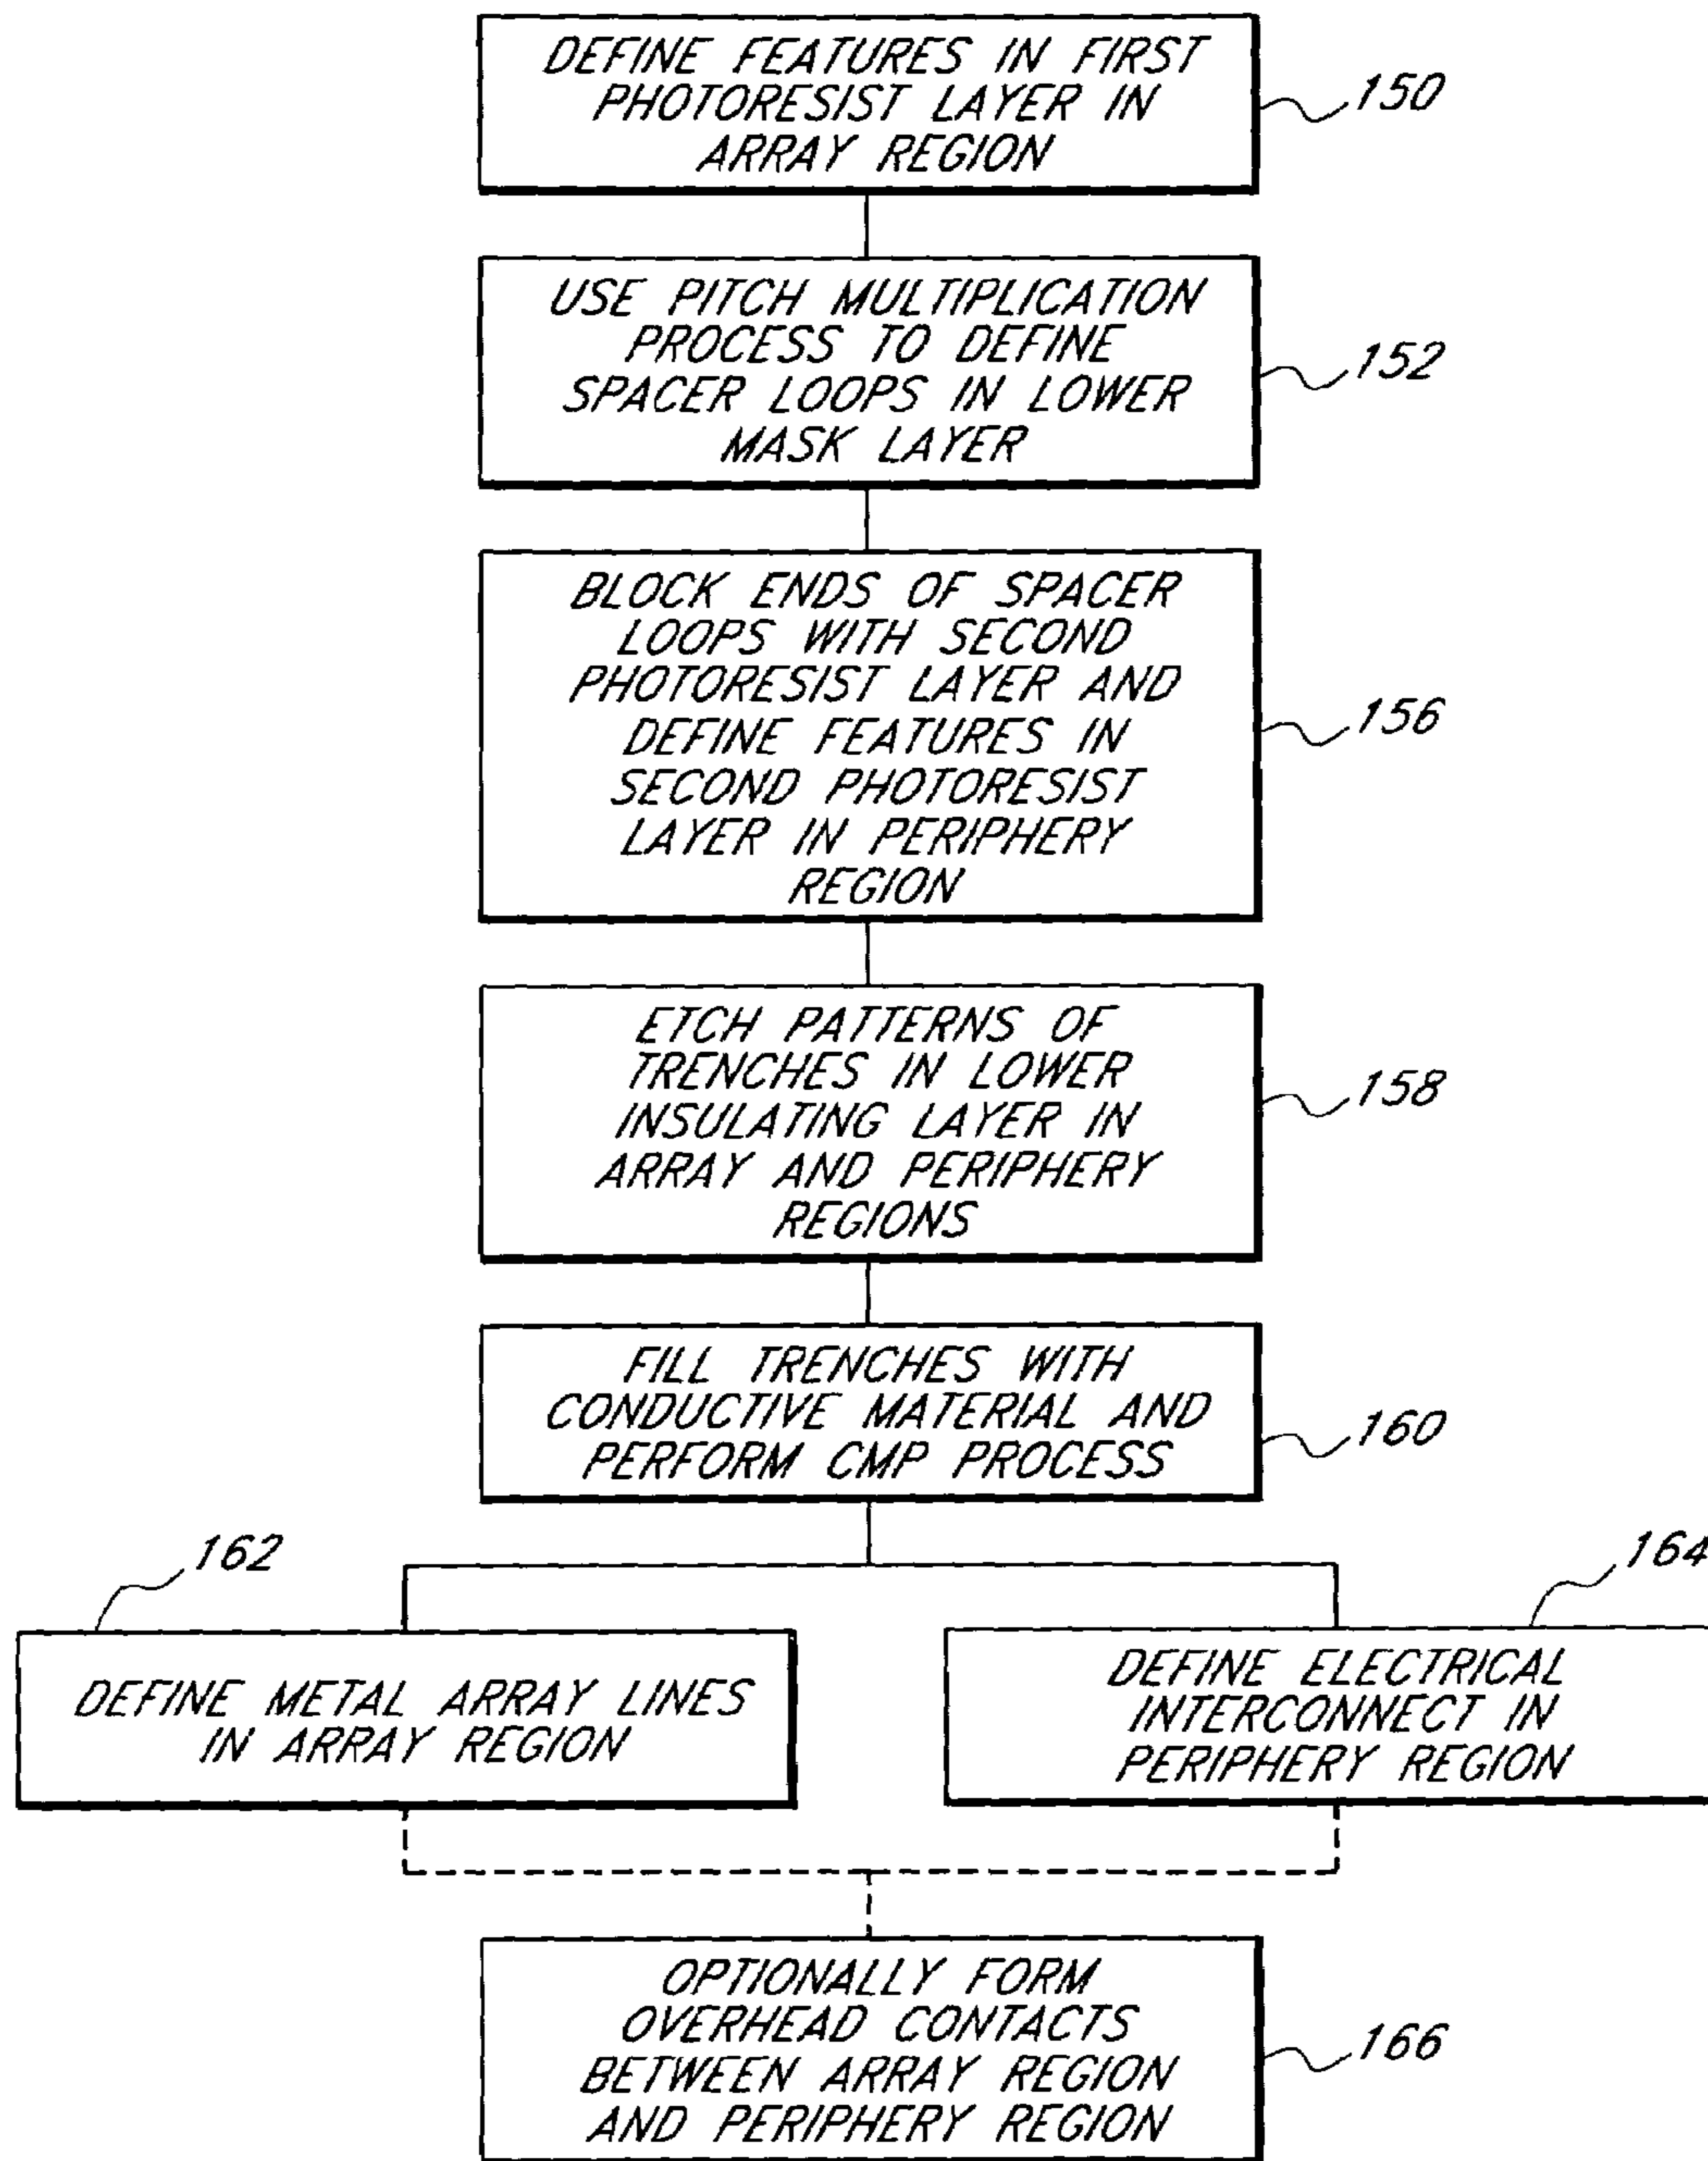 DEFINE FEATURES IN FIRST
PHOTORESIST LAYER IN
ARRAY REGION
150
USE PITCH MULTIPLICATION
PROCESS TO DEFINE
SPACER LOOPS IN LOWER
MASK LAYER
152
BLOCK ENDS OF SPACER
LOOPS WITH SECOND
PHOTORESIST LAYER AND
DEFINE FEATURES IN
SECOND PHOTORESIST
LAYER IN PERIPHERY
REGION
156
ETCH PATTERNS OF
TRENCHES IN LOWER
INSULATING LAYER IN
ARRAY AND PERIPHERY
REGIONS
158
FILL TRENCHES WITH
CONDUCTIVE MATERIAL AND
PERFORM CMP PROCESS
160
162
DEFINE METAL ARRAY LINES
IN ARRAY REGION
164
DEFINE ELECTRICAL
INTERCONNECT IN
PERIPHERY REGION
OPTIONALLY FORM
OVERHEAD CONTACTS
BETWEEN ARRAY REGION
AND PERIPHERY REGION
166